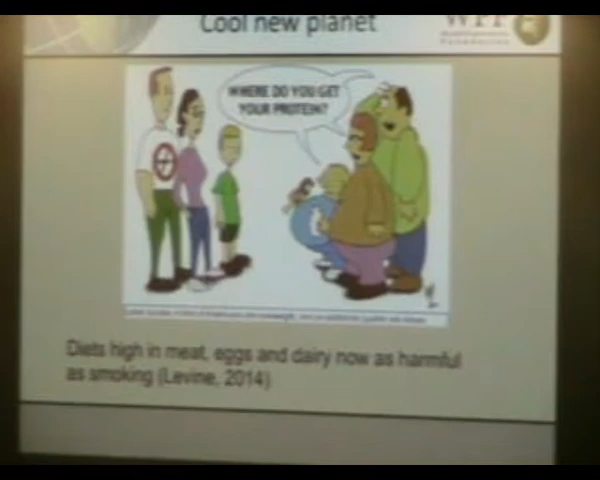 Cool new planet
WHERE DO YOU GET
YOUR PROTEIN?
Diets high in meat, eggs and dairy now as harmful
as smoking (Levine, 2014)